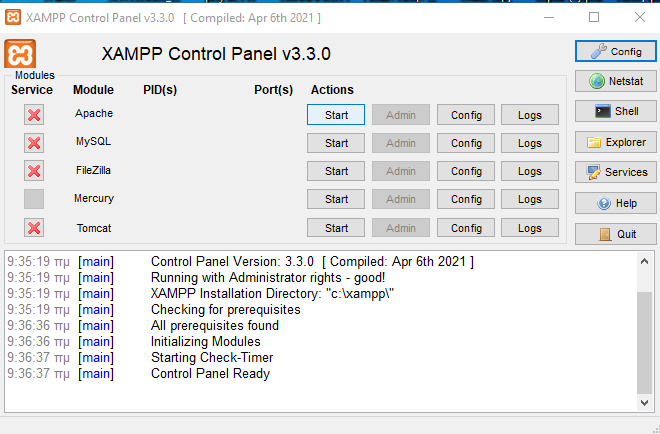 XAMPP Control Panel v3.3.0 [ Compiled: Apr 6th 2021 ]
XAMPP Control Panel v3.3.0
Modules
Service Module PID(s) Port(s) Actions
Apache Start Admin Config Logs
MySQL Start Admin Config Logs
FileZilla Start Admin Config Logs
Mercury Start Admin Config Logs
Tomcat Start Admin Config Logs
Config
Netstat
Shell
Explorer
Services
Help
Quit
9:35:19 πμ [main] Control Panel Version: 3.3.0 [ Compiled: Apr 6th 2021 ]
9:35:19 πμ [main] Running with Administrator rights - good!
9:35:19 πμ [main] XAMPP Installation Directory: "c:\xampp\"
9:35:19 πμ [main] Checking for prerequisites
9:36:36 πμ [main] All prerequisites found
9:36:36 πμ [main] Initializing Modules
9:36:37 πμ [main] Starting Check-Timer
9:36:37 πμ [main] Control Panel Ready